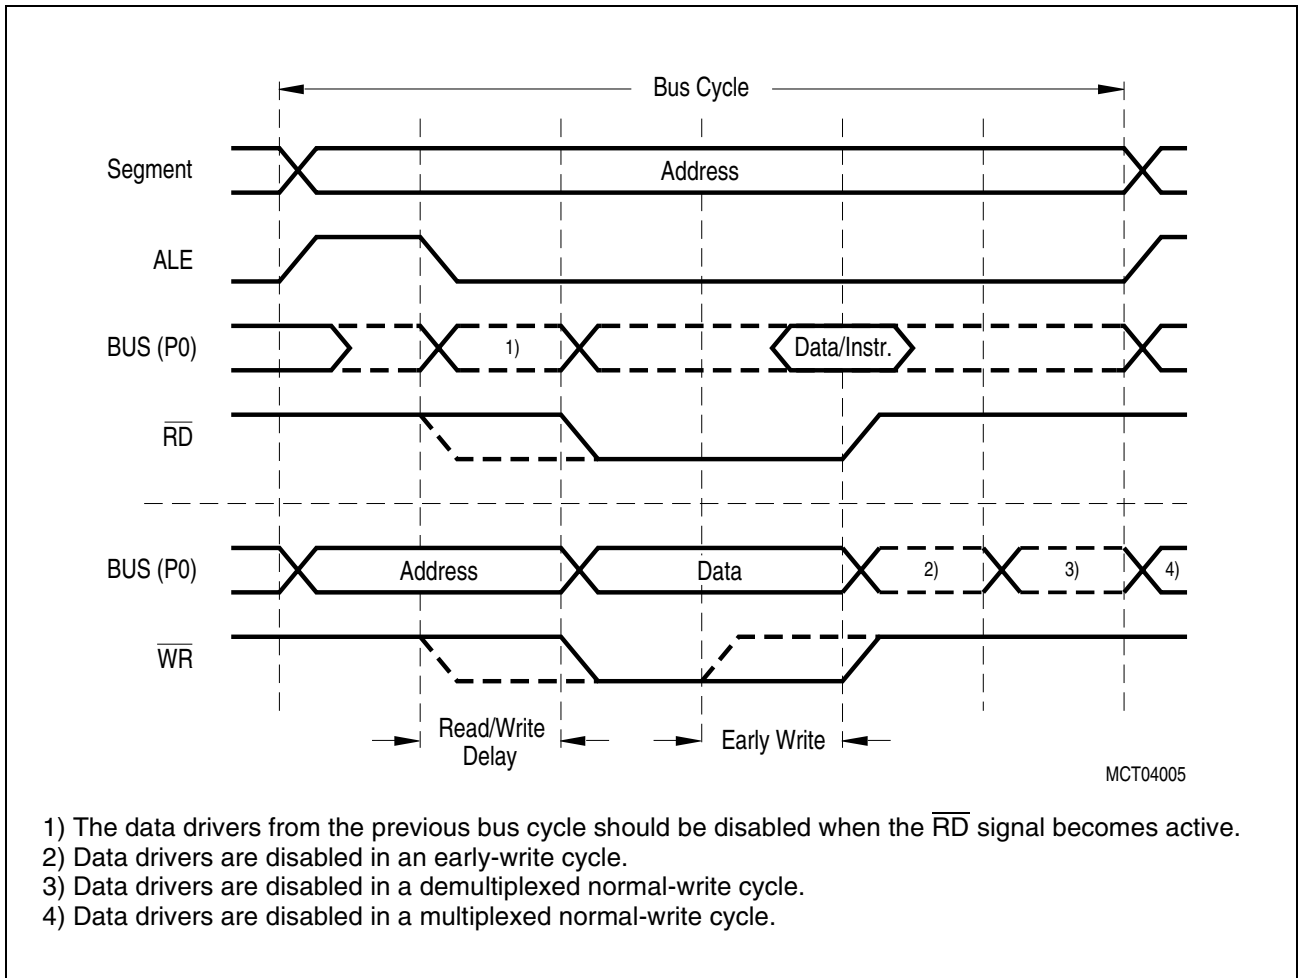 Bus Cycle
Segment
Address
ALE
BUS (P0)
1)
Data/Instr.
RD
BUS (P0)
Address
Data
2)
3)
4)
WR
Read/Write
Delay
Early Write
MCT04005
1) The data drivers from the previous bus cycle should be disabled when the RD signal becomes active.
2) Data drivers are disabled in an early-write cycle.
3) Data drivers are disabled in a demultiplexed normal-write cycle.
4) Data drivers are disabled in a multiplexed normal-write cycle.